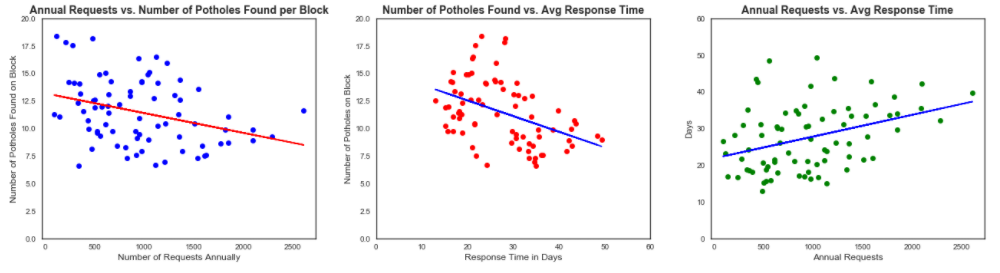 Annual Requests vs. Number of Potholes Found per Block
Number of Potholes Found on Block
20.0
17.5
15.0
12.5
10.0
7.5
5.0
2.5
0.0
0 500 1000 1500 2000 2500
Number of Requests Annually
Number of Potholes Found vs. Avg Response Time
Number of Potholes on Block
20.0
17.5
15.0
12.5
10.0
7.5
5.0
2.5
0.0
0 10 20 30 40 50 60
Response Time in Days
Annual Requests vs. Avg Response Time
Days
60
50
40
30
20
10
0
0 500 1000 1500 2000 2500
Annual Requests